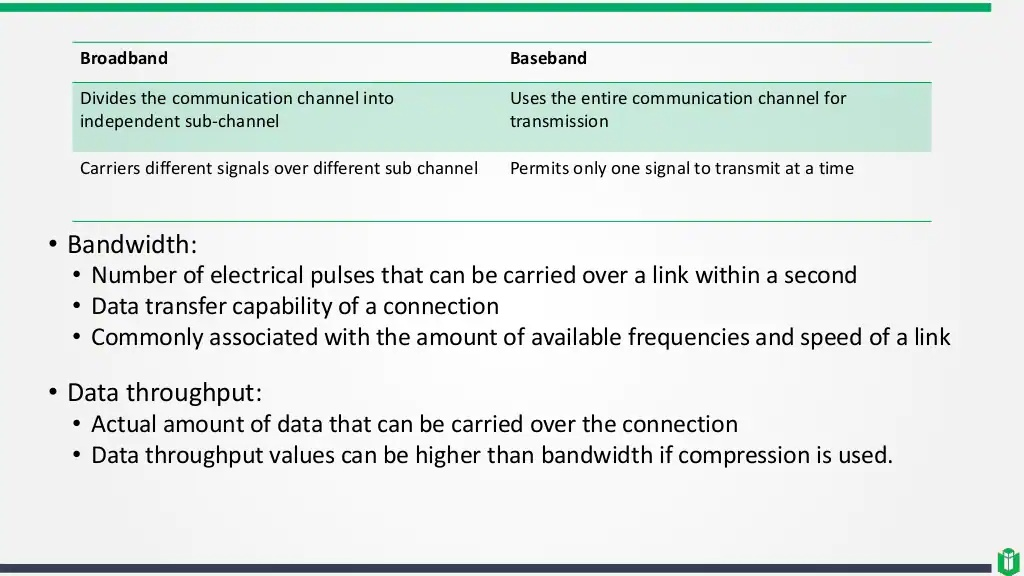 Broadband
Baseband
Divides the communication channel into
independent sub-channel
Uses the entire communication channel for
transmission
Carriers different signals over different sub channel
Permits only one signal to transmit at a time
• Bandwidth:
• Number of electrical pulses that can be carried over a link within a second
• Data transfer capability of a connection
• Commonly associated with the amount of available frequencies and speed of a link
• Data throughput:
• Actual amount of data that can be carried over the connection
• Data throughput values can be higher than bandwidth if compression is used.